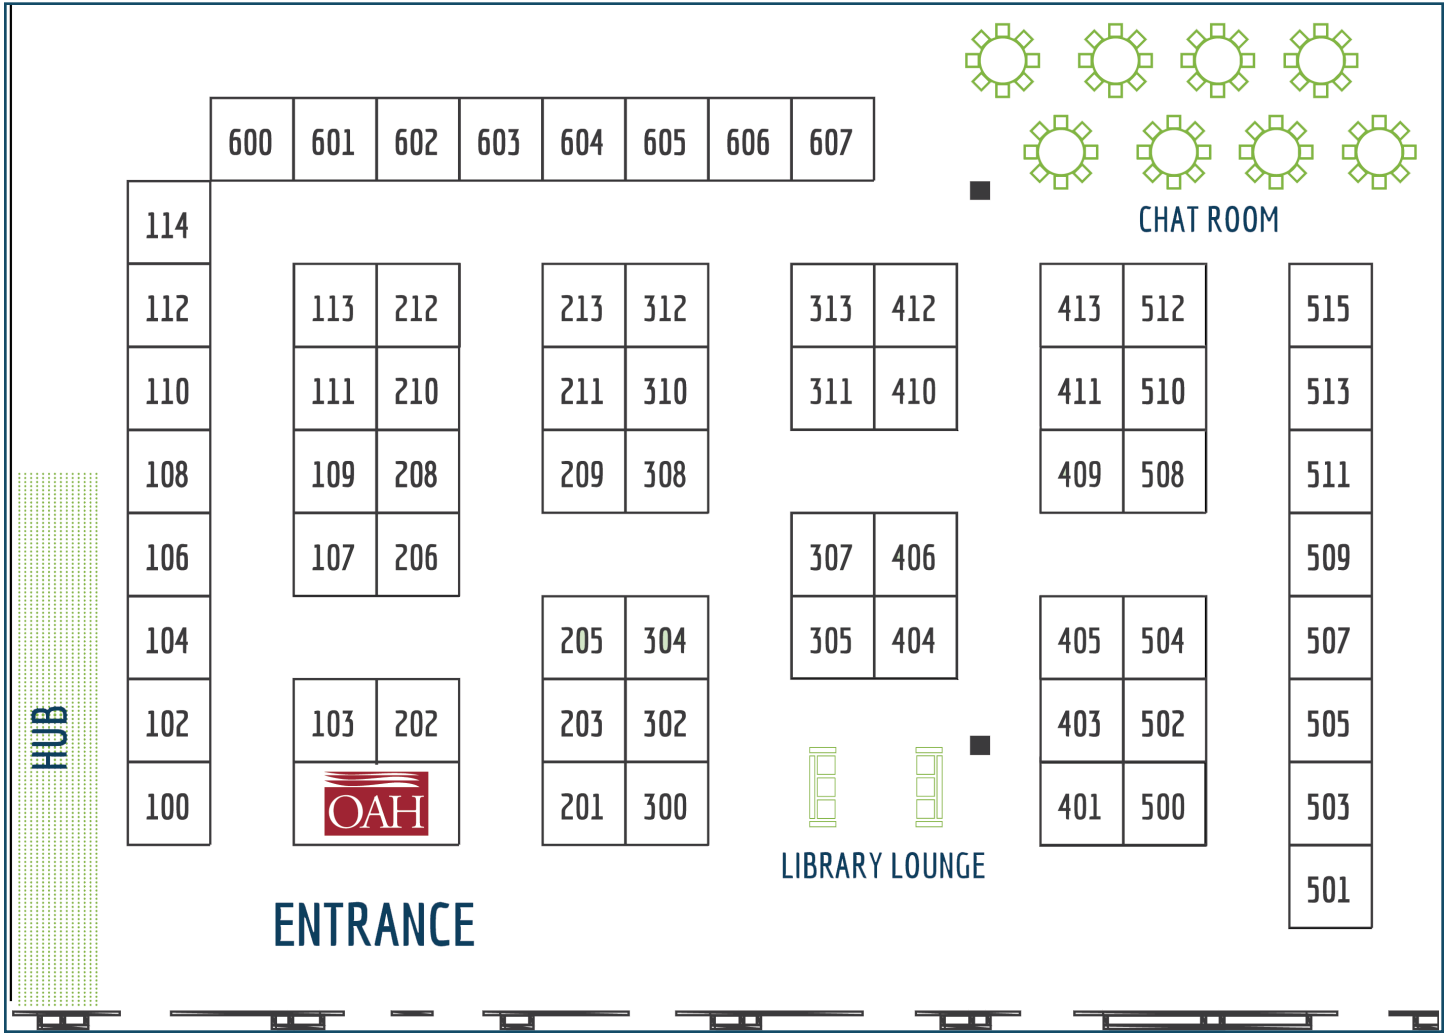 600 601 602 603 604 605 606 607
CHAT ROOM
114
112 113 212 213 312 313 412 413 512 515
110 111 210 211 310 311 410 411 510 513
108 109 208 209 308 409 508 511
106 107 206 307 406 509
104 205 304 305 404 405 504 507
HUB
102 103 202 203 302 403 502 505
100 OAH 201 300 401 500 503
LIBRARY LOUNGE
501
ENTRANCE